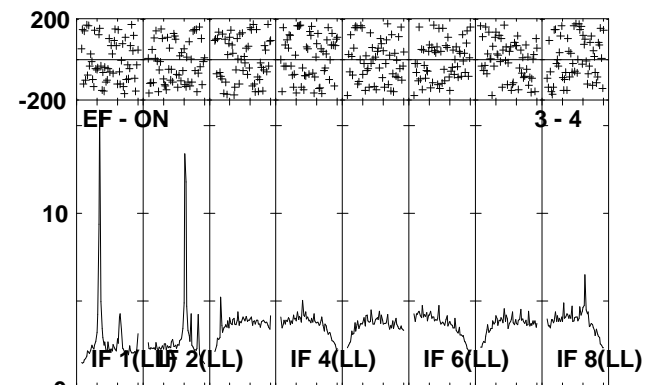 200
-200
EF - ON 3 - 4
10
IF 1(LL) IF 2(LL) IF 4(LL) IF 6(LL) IF 8(LL)